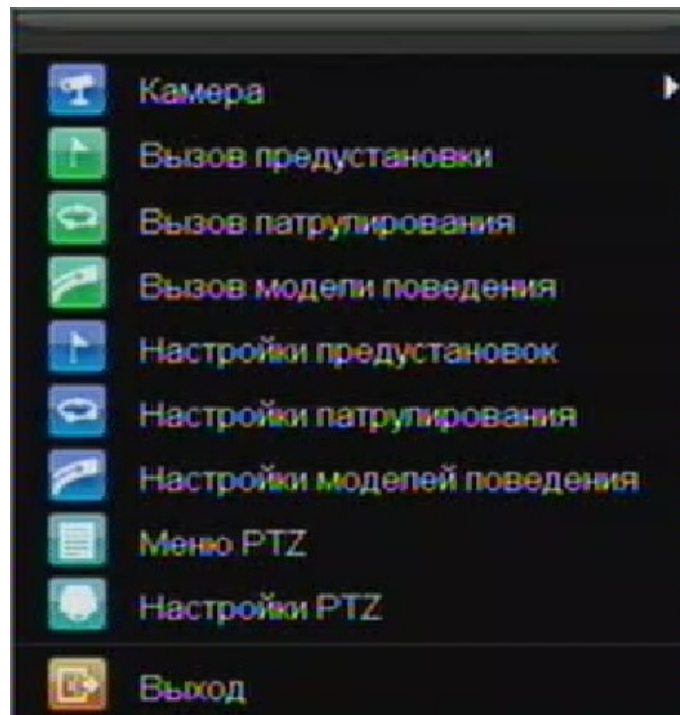 Камера
Вызов предустановки
Вызов патрулирования
Вызов модели поведения
Настройки предустановок
Настройки патрулирования
Настройки моделей поведения
Меню PTZ
Настройки PTZ
Выход